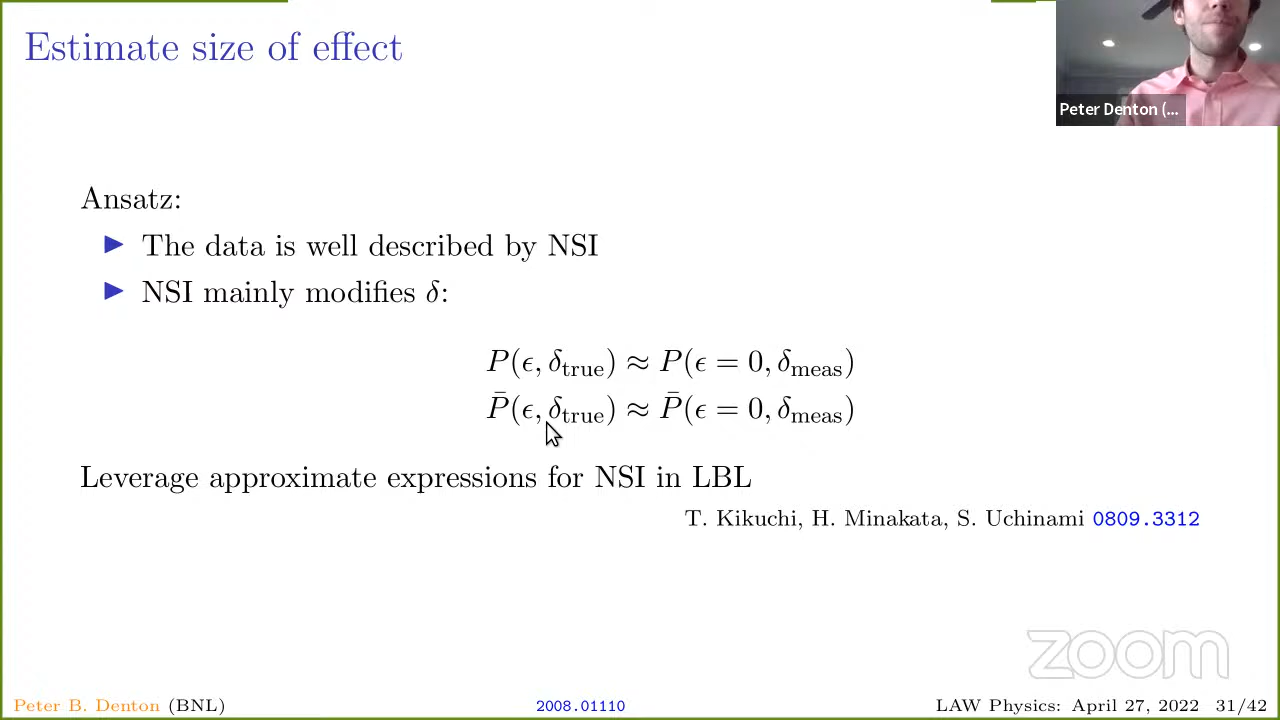 Estimate size of effect
Peter Denton (...
Ansatz:
▶ The data is well described by NSI
▶ NSI mainly modifies δ:
P(ϵ, δ_true) ≈ P(ϵ = 0, δ_meas)
P̄(ϵ, δ_true) ≈ P̄(ϵ = 0, δ_meas)
Leverage approximate expressions for NSI in LBL
T. Kikuchi, H. Minakata, S. Uchinami 0809.3312
zoom
Peter B. Denton (BNL) 2008.01110 LAW Physics: April 27, 2022 31/42